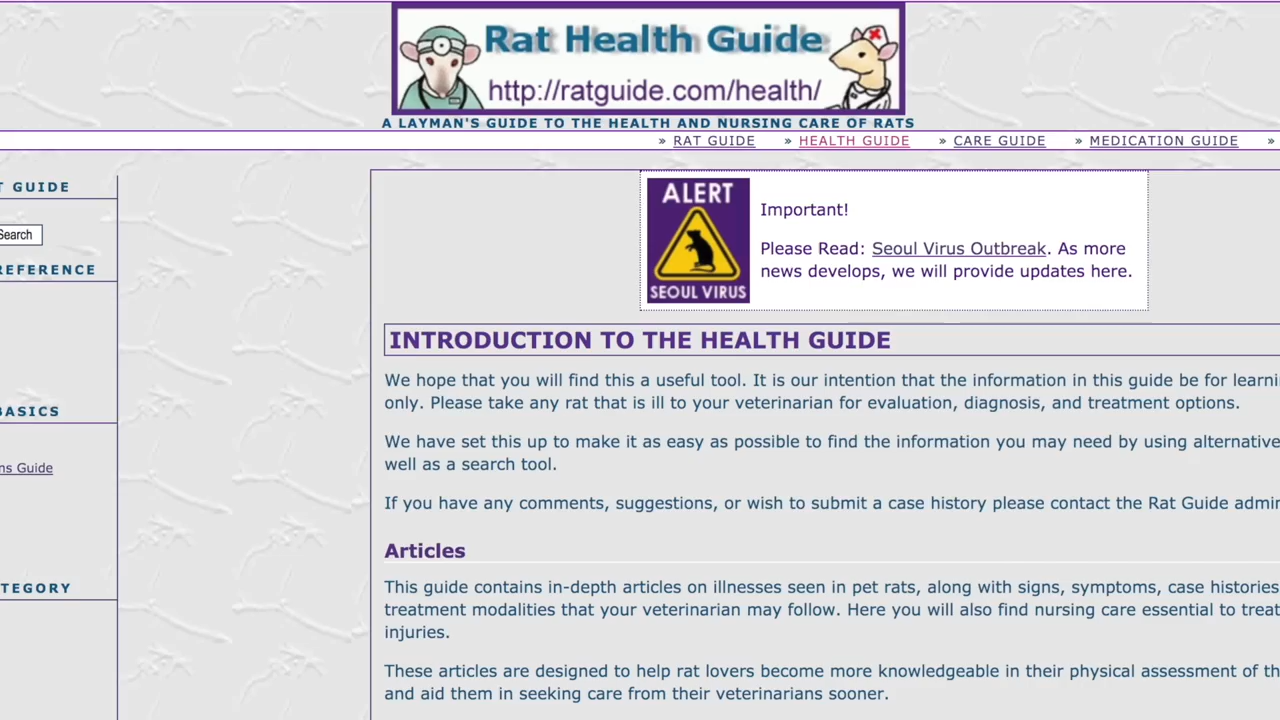 Rat Health Guide
http://ratguide.com/health/
A LAYMAN'S GUIDE TO THE HEALTH AND NURSING CARE OF RATS
» RAT GUIDE » HEALTH GUIDE » CARE GUIDE » MEDICATION GUIDE »
T GUIDE
Search
REFERENCE
BASICS
ns Guide
TEGORY
ALERT
SEOUL VIRUS
Important!
Please Read: Seoul Virus Outbreak. As more
news develops, we will provide updates here.
INTRODUCTION TO THE HEALTH GUIDE
We hope that you will find this a useful tool. It is our intention that the information in this guide be for learni
only. Please take any rat that is ill to your veterinarian for evaluation, diagnosis, and treatment options.
We have set this up to make it as easy as possible to find the information you may need by using alternative
well as a search tool.
If you have any comments, suggestions, or wish to submit a case history please contact the Rat Guide admin
Articles
This guide contains in-depth articles on illnesses seen in pet rats, along with signs, symptoms, case histories
treatment modalities that your veterinarian may follow. Here you will also find nursing care essential to treat
injuries.
These articles are designed to help rat lovers become more knowledgeable in their physical assessment of th
and aid them in seeking care from their veterinarians sooner.